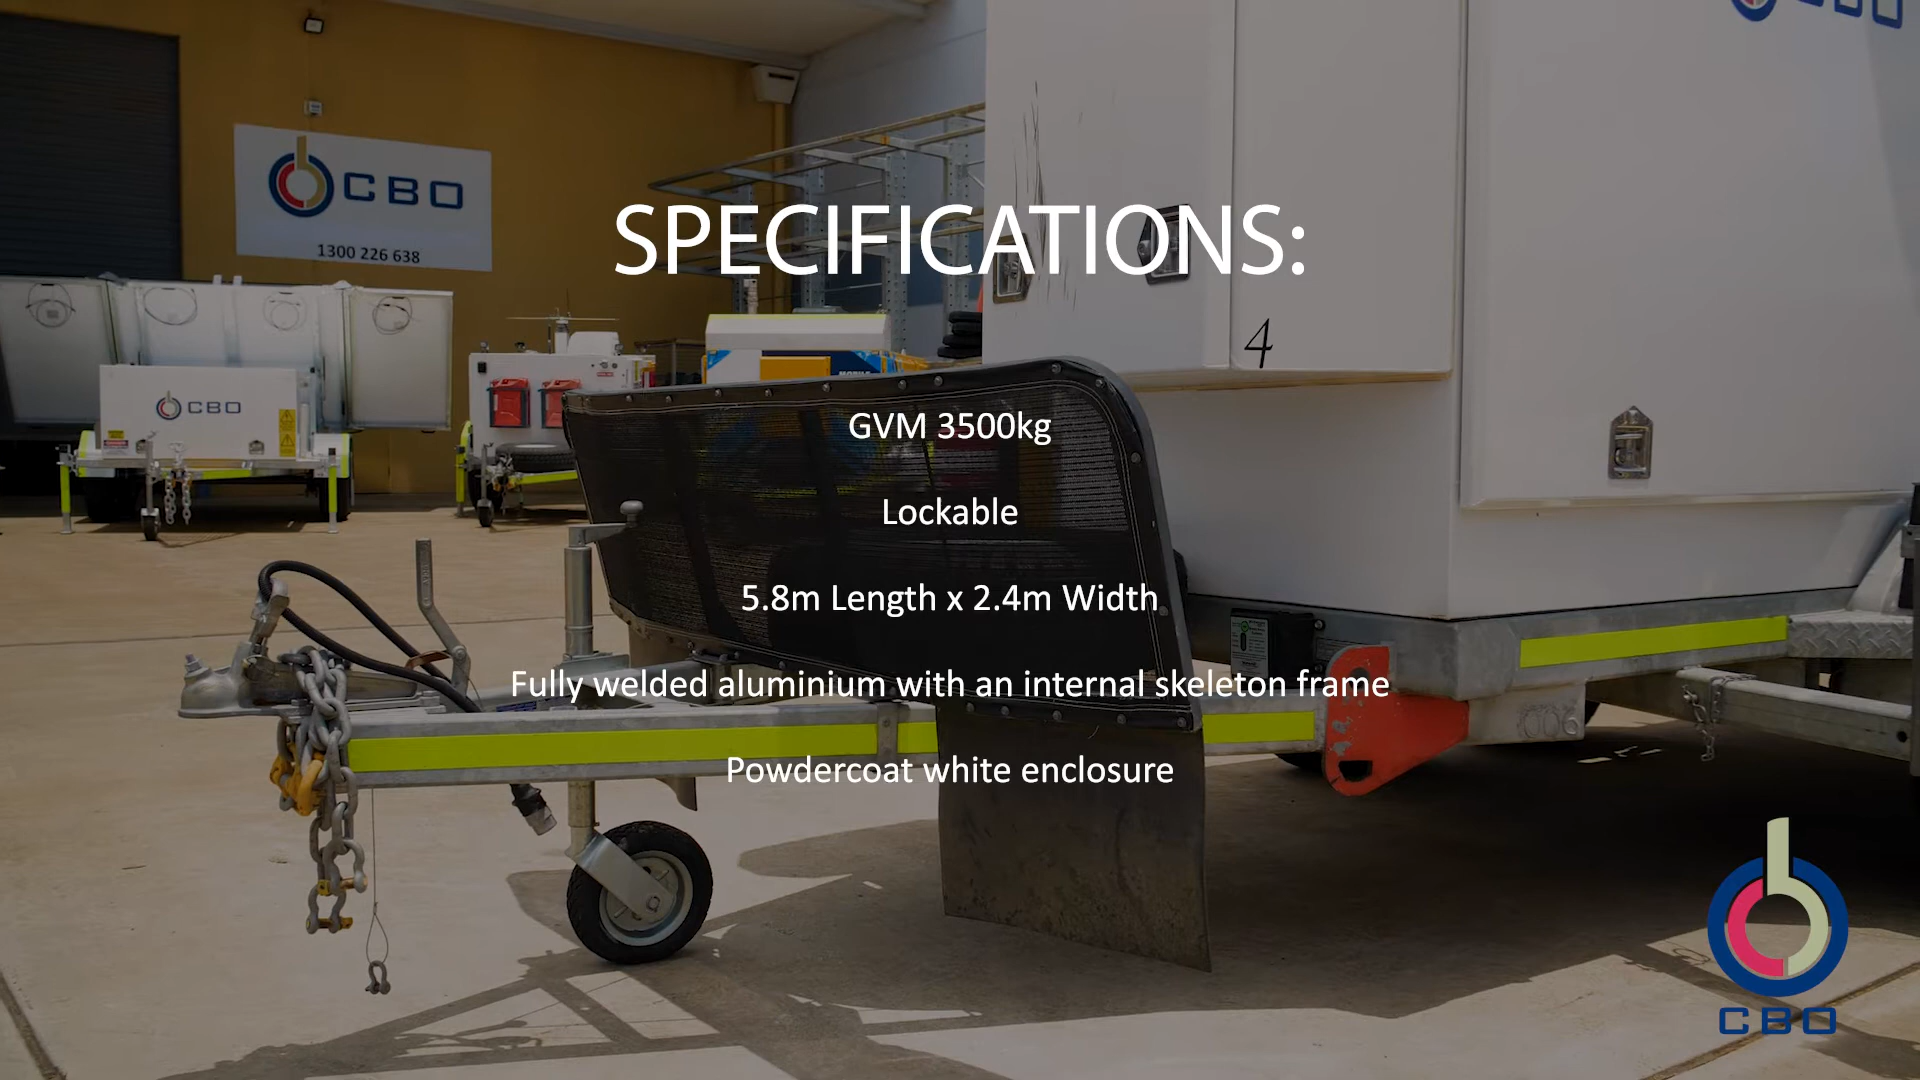 CBO
CBO
1300 226 638
SPECIFICATIONS:
4
CBO
GVM 3500kg
Lockable
5.8m Length x 2.4m Width
Fully welded aluminium with an internal skeleton frame
Powdercoat white enclosure
CBO